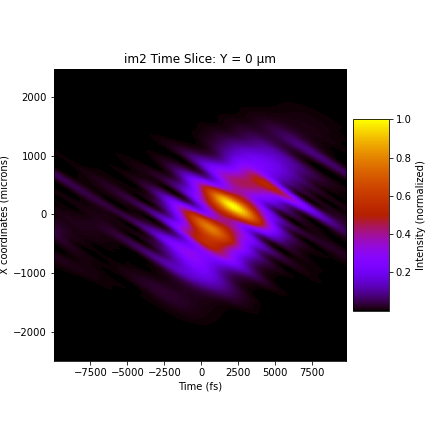 im2 Time Slice: Y = 0 μm
2000
1000
0
−1000
−2000
X coordinates (microns)
−7500 −5000 −2500 0 2500 5000 7500
Time (fs)
1.0
0.8
0.6
0.4
0.2
Intensity (normalized)